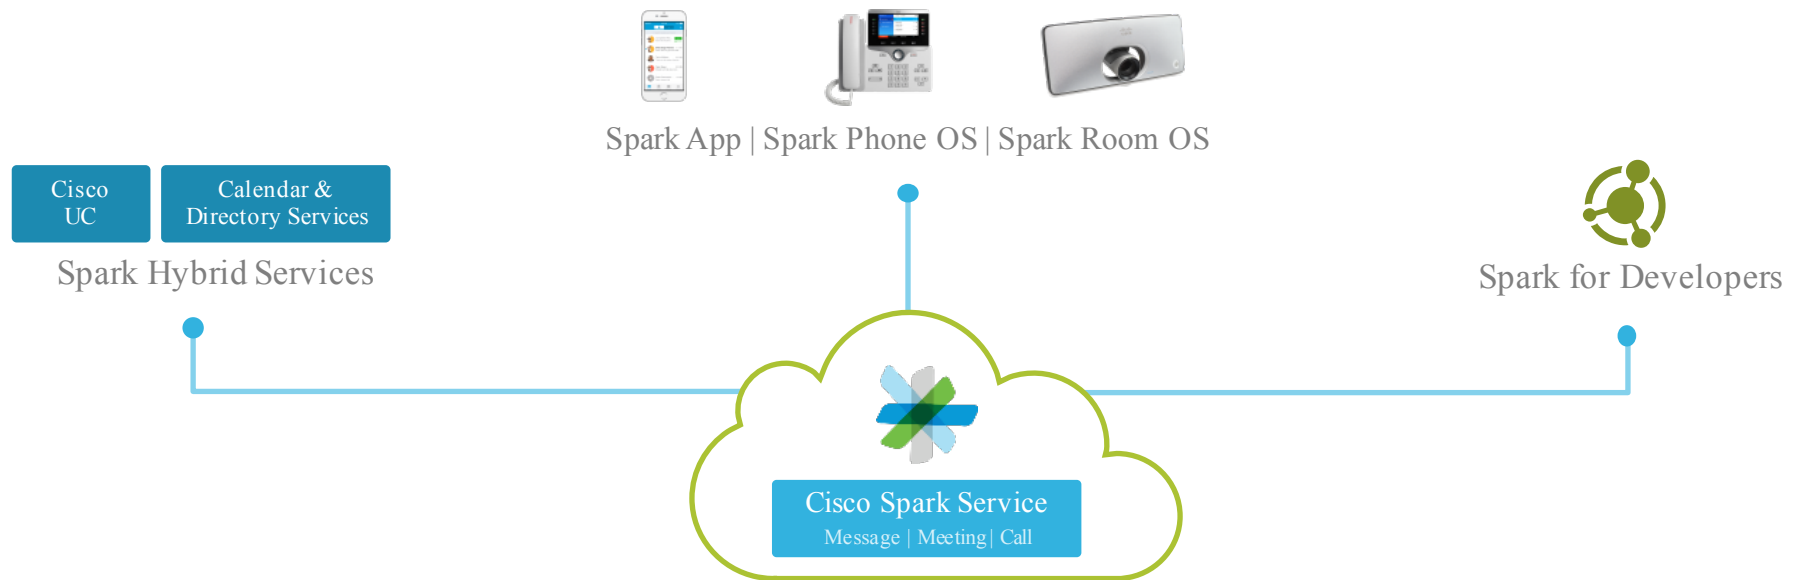 Spark App | Spark Phone OS | Spark Room OS
Cisco
UC
Calendar &
Directory Services
Spark Hybrid Services
Spark for Developers
Cisco Spark Service
Message | Meeting | Call